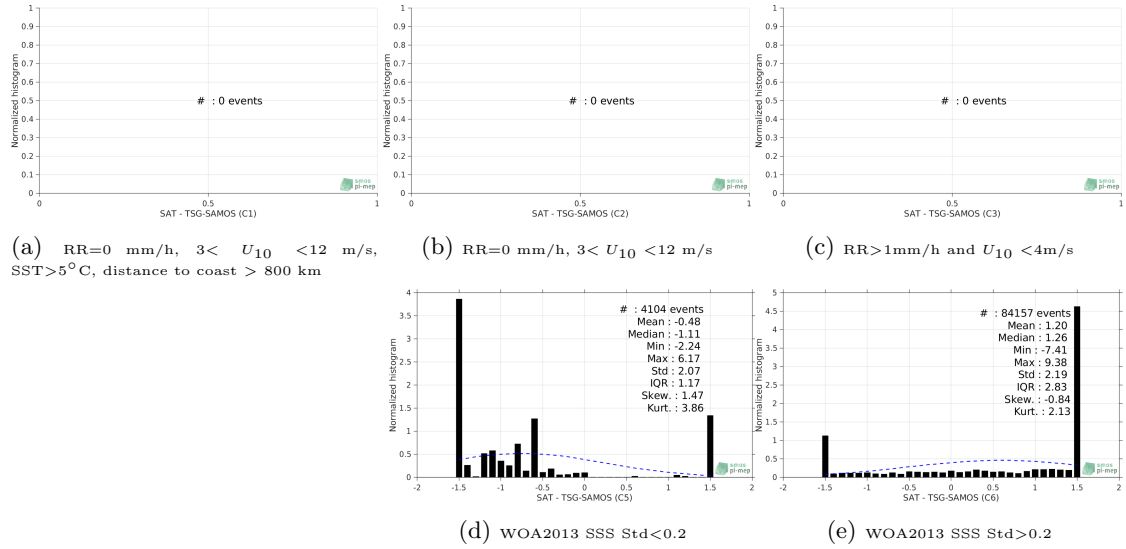 1
0.9
0.8
0.7
0.6
0.5
0.4
0.3
0.2
0.1
0
Normalized histogram
# : 0 events
smos
pi-mep
0 0.5 1
SAT - TSG-SAMOS (C1)
(a) RR=0 mm/h, 3< U10 <12 m/s,
SST>5°C, distance to coast > 800 km
1
0.9
0.8
0.7
0.6
0.5
0.4
0.3
0.2
0.1
0
Normalized histogram
# : 0 events
smos
pi-mep
0 0.5 1
SAT - TSG-SAMOS (C2)
(b) RR=0 mm/h, 3< U10 <12 m/s
1
0.9
0.8
0.7
0.6
0.5
0.4
0.3
0.2
0.1
0
Normalized histogram
# : 0 events
smos
pi-mep
0 0.5 1
SAT - TSG-SAMOS (C3)
(c) RR>1mm/h and U10 <4m/s
4
3.5
3
2.5
2
1.5
1
0.5
0
Normalized histogram
# : 4104 events
Mean : -0.48
Median : -1.11
Min : -2.24
Max : 6.17
Std : 2.07
IQR : 1.17
Skew. : 1.47
Kurt. : 3.86
smos
pi-mep
-2 -1.5 -1 -0.5 0 0.5 1 1.5 2
SAT - TSG-SAMOS (C5)
(d) WOA2013 SSS Std<0.2
5
4.5
4
3.5
3
2.5
2
1.5
1
0.5
0
Normalized histogram
# : 84157 events
Mean : 1.20
Median : 1.26
Min : -7.41
Max : 9.38
Std : 2.19
IQR : 2.83
Skew. : -0.84
Kurt. : 2.13
smos
pi-mep
-2 -1.5 -1 -0.5 0 0.5 1 1.5 2
SAT - TSG-SAMOS (C6)
(e) WOA2013 SSS Std>0.2